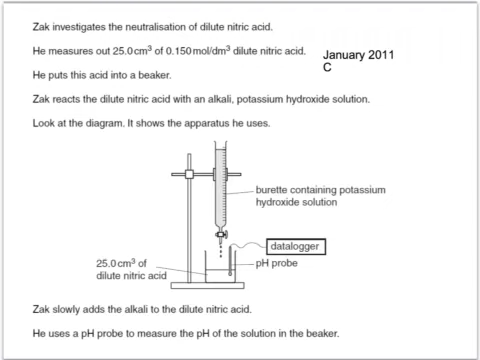 Zak investigates the neutralisation of dilute nitric acid.
He measures out 25.0 cm³ of 0.150 mol/dm³ dilute nitric acid.
January 2011
C
He puts this acid into a beaker.
Zak reacts the dilute nitric acid with an alkali, potassium hydroxide solution.
Look at the diagram. It shows the apparatus he uses.
burette containing potassium
hydroxide solution
datalogger
pH probe
25.0 cm³ of
dilute nitric acid
Zak slowly adds the alkali to the dilute nitric acid.
He uses a pH probe to measure the pH of the solution in the beaker.